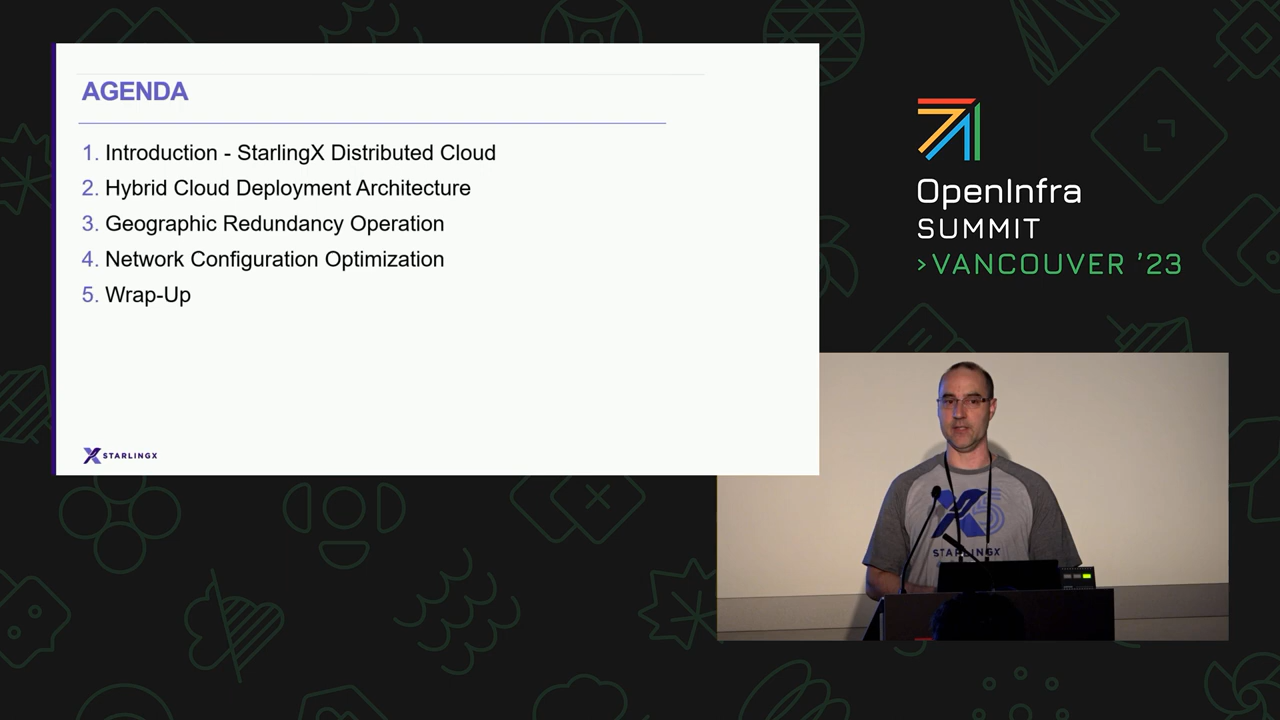 AGENDA
1. Introduction - StarlingX Distributed Cloud
2. Hybrid Cloud Deployment Architecture
3. Geographic Redundancy Operation
4. Network Configuration Optimization
5. Wrap-Up
STARLINGX
OpenInfra
SUMMIT
>VANCOUVER '23
STARLINGX